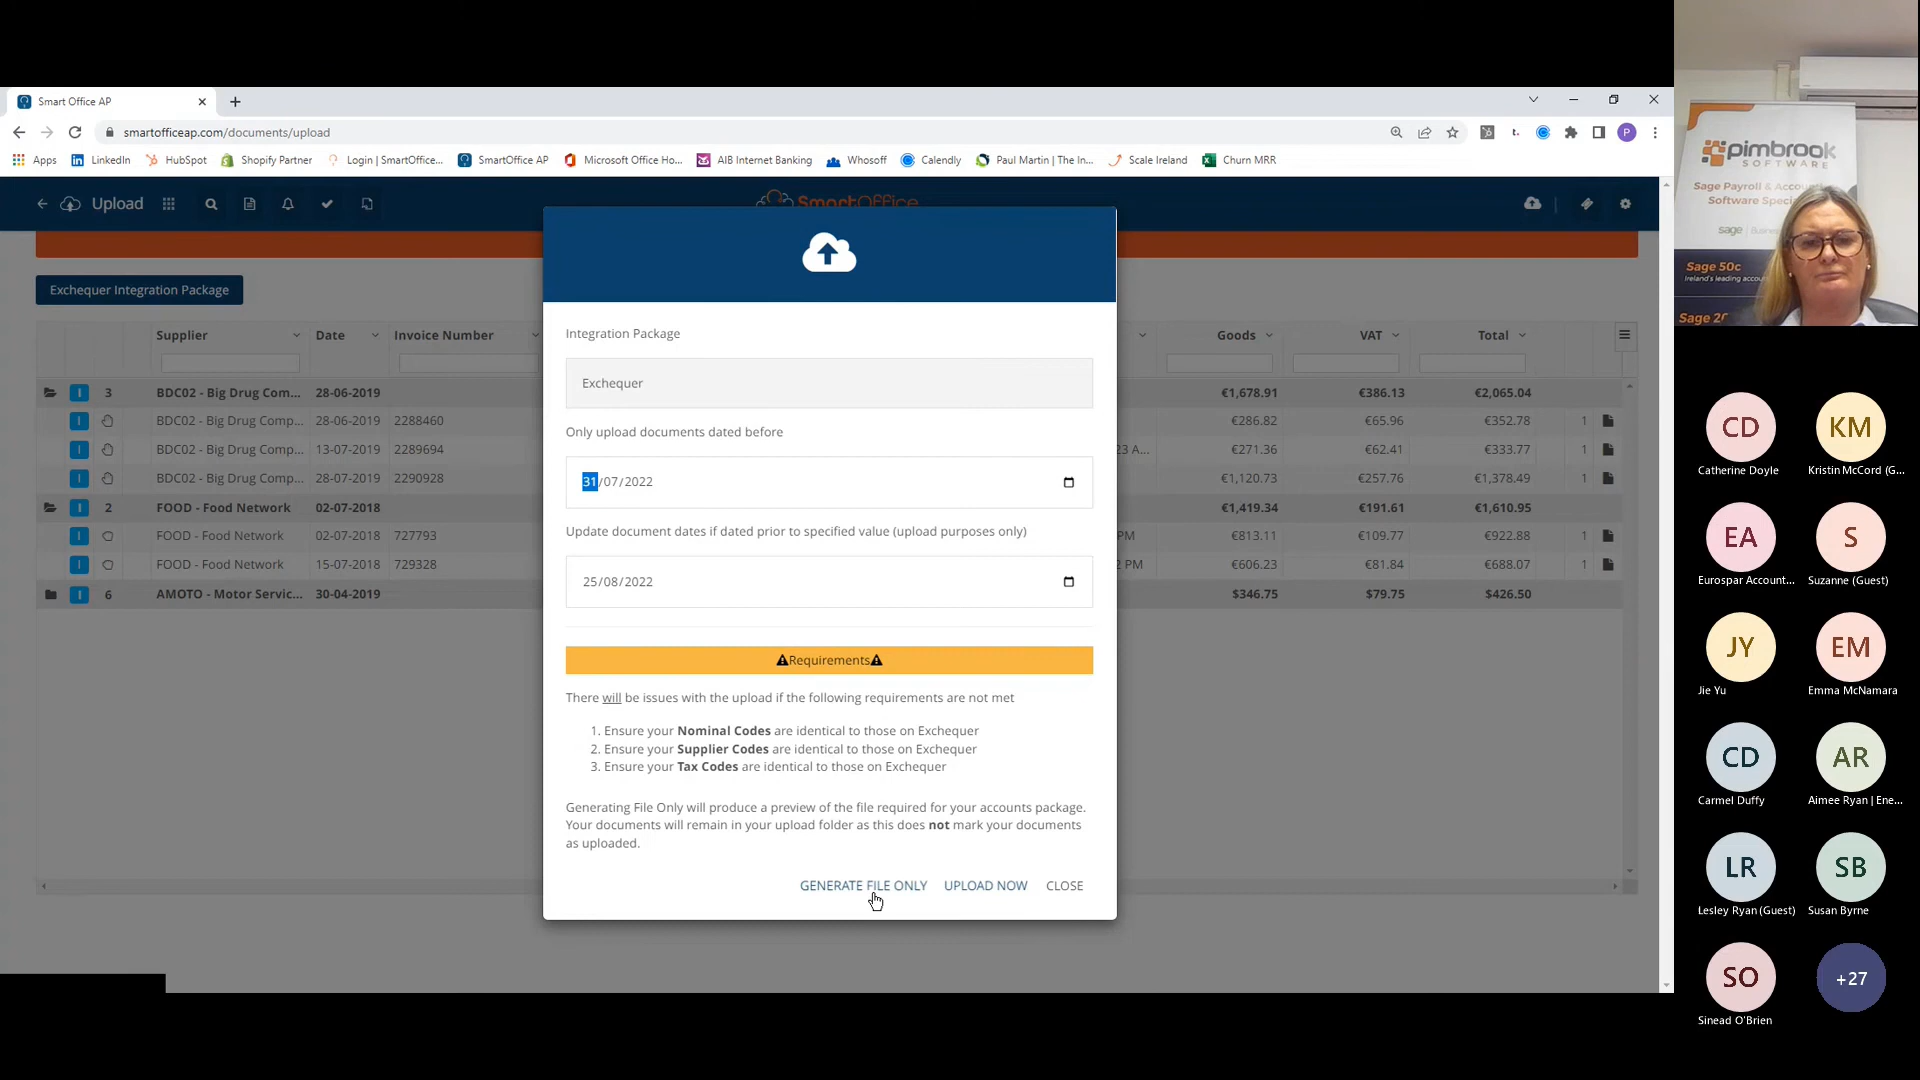 Smart Office AP
smartofficeap.com/documents/upload
Apps LinkedIn HubSpot Shopify Partner Login | SmartOffice... SmartOffice AP Microsoft Office Ho... AIB Internet Banking Whosoff Calendly Paul Martin | The In... Scale Ireland Churn MRR
P
Upload
SmartOffice
Exchequer Integration Package
Supplier Date Invoice Number Goods VAT Total
3 BDC02 - Big Drug Com... 28-06-2019 €1,678.91 €386.13 €2,065.04
BDC02 - Big Drug Comp... 28-06-2019 2288460 €286.82 €65.96 €352.78 1
BDC02 - Big Drug Comp... 13-07-2019 2289694 23 A... €271.36 €62.41 €333.77 1
BDC02 - Big Drug Comp... 28-07-2019 2290928 €1,120.73 €257.76 €1,378.49 1
2 FOOD - Food Network 02-07-2018 €1,419.34 €191.61 €1,610.95
FOOD - Food Network 02-07-2018 727793 PM €813.11 €109.77 €922.88 1
FOOD - Food Network 15-07-2018 729328 2 PM €606.23 €81.84 €688.07 1
6 AMOTO - Motor Servic... 30-04-2019 $346.75 $79.75 $426.50
Integration Package
Exchequer
Only upload documents dated before
31/07/2022
Update document dates if dated prior to specified value (upload purposes only)
25/08/2022
Requirements
There will be issues with the upload if the following requirements are not met
1. Ensure your Nominal Codes are identical to those on Exchequer
2. Ensure your Supplier Codes are identical to those on Exchequer
3. Ensure your Tax Codes are identical to those on Exchequer
Generating File Only will produce a preview of the file required for your accounts package.
Your documents will remain in your upload folder as this does not mark your documents
as uploaded.
GENERATE FILE ONLY UPLOAD NOW CLOSE
pimbrook
SOFTWARE
Sage Payroll &
Software
sage
Sage 50c
Ireland's leading
CD KM
Catherine Doyle Kristin McCord (G...
EA S
Eurospar Account... Suzanne (Guest)
JY EM
Jie Yu Emma McNamara
CD AR
Carmel Duffy Aimee Ryan | Ene...
LR SB
Lesley Ryan (Guest) Susan Byrne
SO +27
Sinead O'Brien